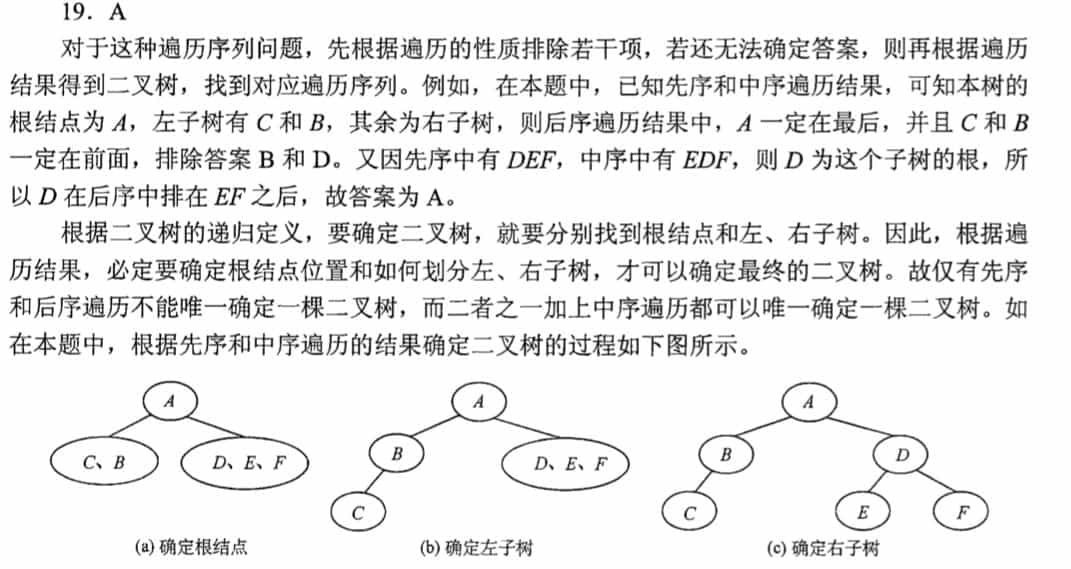 19. A
对于这种遍历序列问题，先根据遍历的性质排除若干项，若还无法确定答案，则再根据遍历
结果得到二叉树，找到对应遍历序列。例如，在本题中，已知先序和中序遍历结果，可知本树的
根结点为 A，左子树有 C 和 B，其余为右子树，则后序遍历结果中，A 一定在最后，并且 C 和 B
一定在前面，排除答案 B 和 D。又因先序中有 DEF，中序中有 EDF，则 D 为这个子树的根，所
以 D 在后序中排在 EF 之后，故答案为 A。
根据二叉树的递归定义，要确定二叉树，就要分别找到根结点和左、右子树。因此，根据遍
历结果，必定要确定根结点位置和如何划分左、右子树，才可以确定最终的二叉树。故仅有先序
和后序遍历不能唯一确定一棵二叉树，而二者之一加上中序遍历都可以唯一确定一棵二叉树。如
在本题中，根据先序和中序遍历的结果确定二叉树的过程如下图所示。
A
C、B
D、E、F
(a) 确定根结点
A
B
D、E、F
C
(b) 确定左子树
A
B
D
C
E
F
(c) 确定右子树